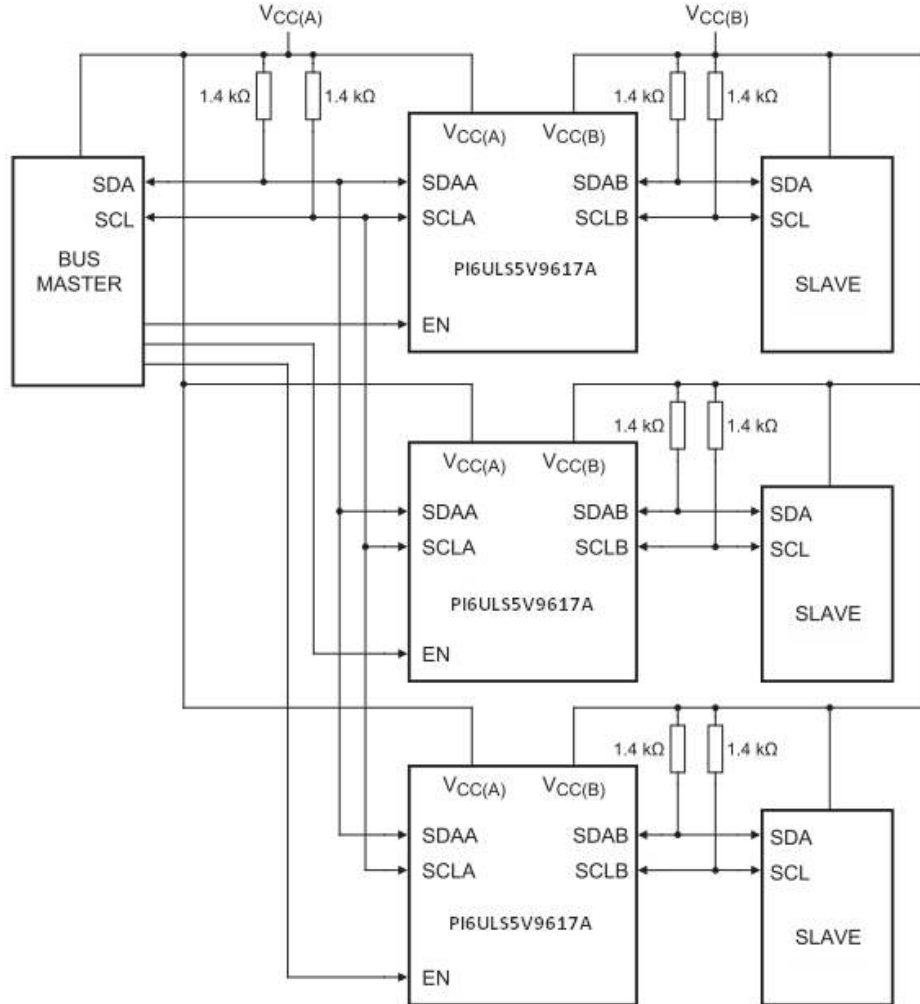 VCC(A)
VCC(B)
1.4 kΩ
1.4 kΩ
1.4 kΩ
1.4 kΩ
VCC(A)
VCC(B)
SDA
SDAA
SDAB
SDA
SCL
SCLA
SCLB
SCL
BUS
MASTER
PI6ULS5V9617A
SLAVE
EN
1.4 kΩ
1.4 kΩ
VCC(A)
VCC(B)
SDAA
SDAB
SDA
SCLA
SCLB
SCL
PI6ULS5V9617A
SLAVE
EN
1.4 kΩ
1.4 kΩ
VCC(A)
VCC(B)
SDAA
SDAB
SDA
SCLA
SCLB
SCL
PI6ULS5V9617A
SLAVE
EN